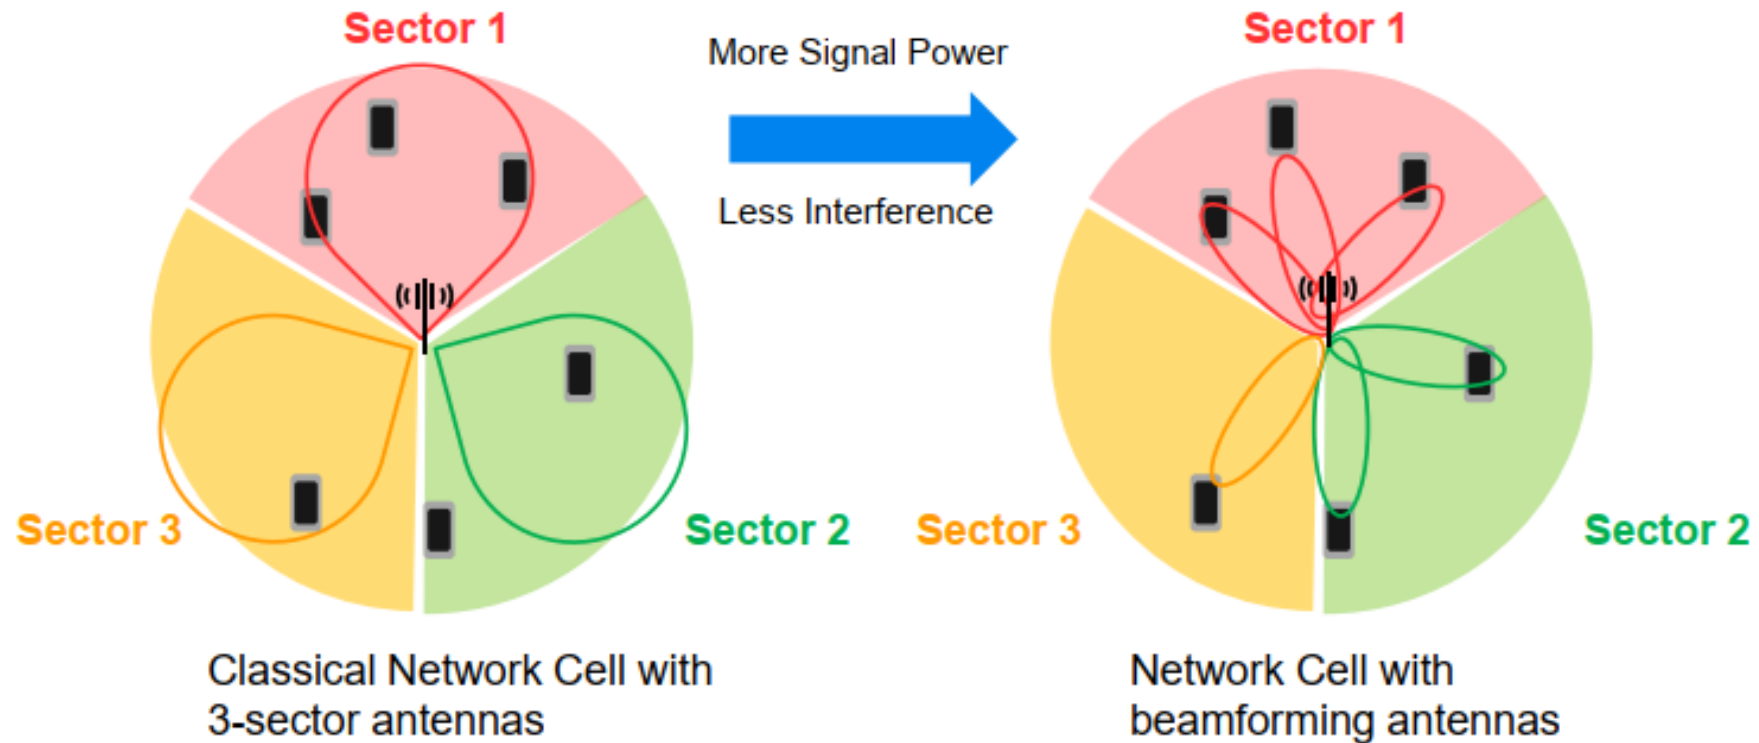 Sector 1
More Signal Power
Sector 1
Less Interference
Sector 3
Sector 2
Sector 3
Sector 2
Classical Network Cell with
3-sector antennas
Network Cell with
beamforming antennas